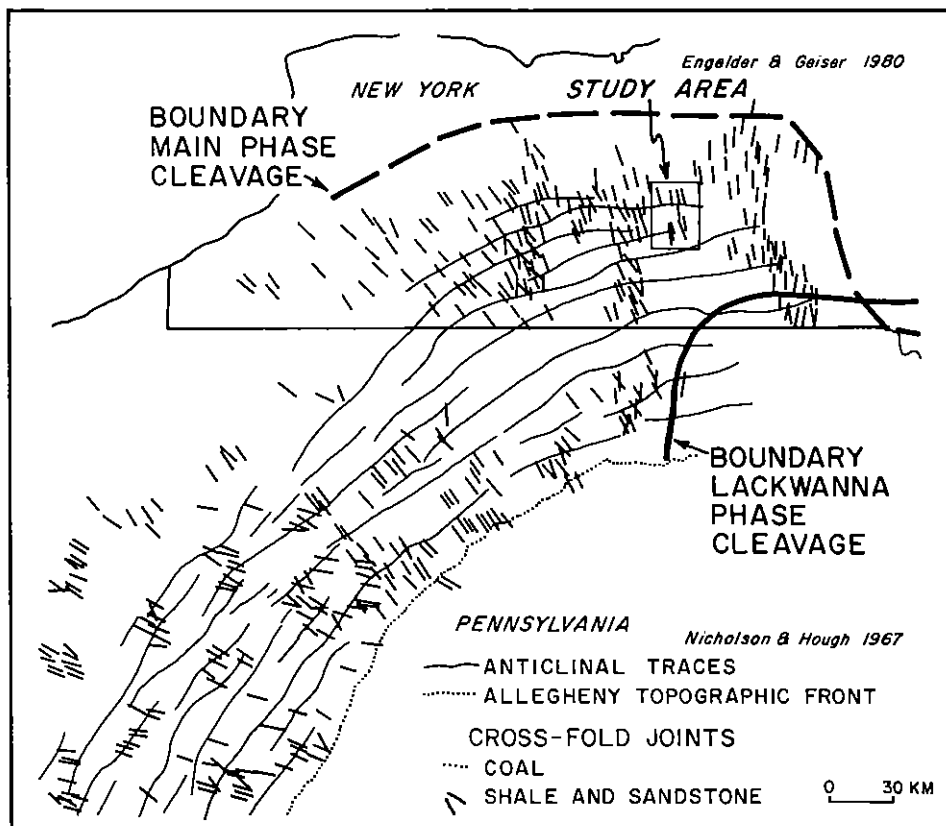 Engelder & Geiser 1980
NEW YORK
STUDY AREA
BOUNDARY
MAIN PHASE
CLEAVAGE
BOUNDARY
LACKWANNA
PHASE
CLEAVAGE
PENNSYLVANIA
Nicholson & Hough 1967
ANTICLINAL TRACES
ALLEGHENY TOPOGRAPHIC FRONT
CROSS-FOLD JOINTS
COAL
SHALE AND SANDSTONE
0 30 KM